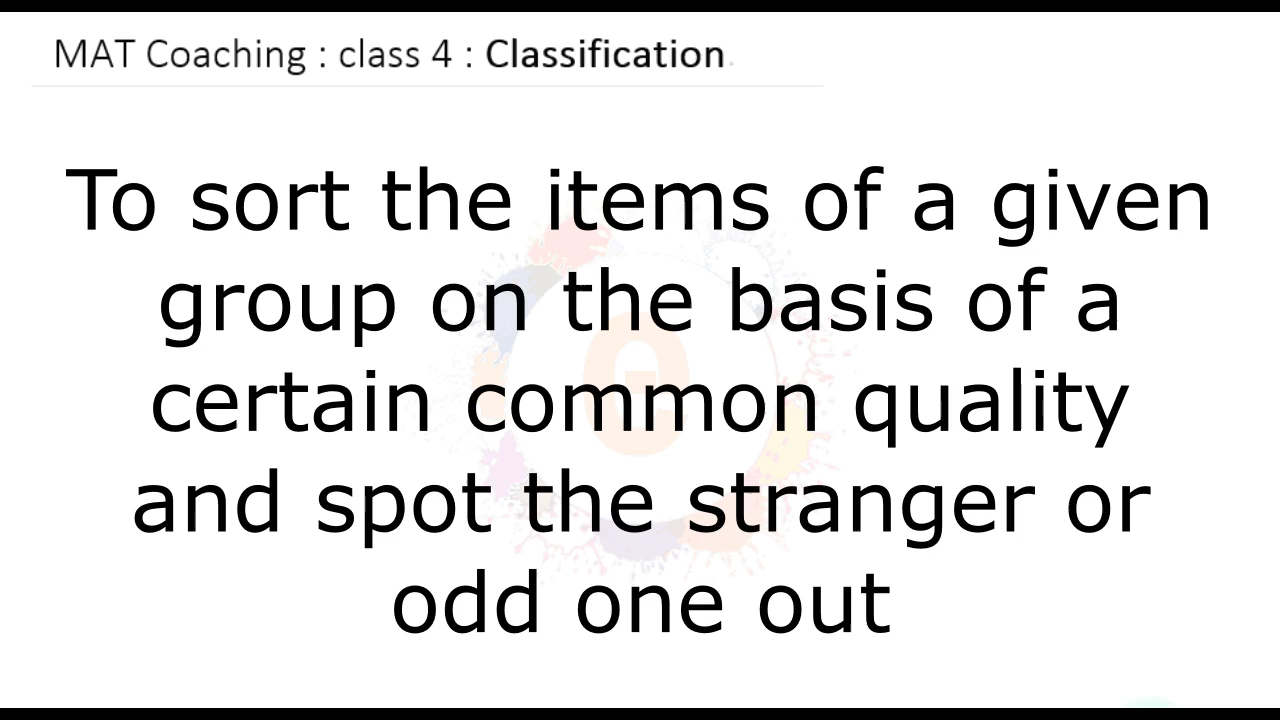 MAT Coaching : class 4 : Classification.
To sort the items of a given
group on the basis of a
certain common quality
and spot the stranger or
odd one out